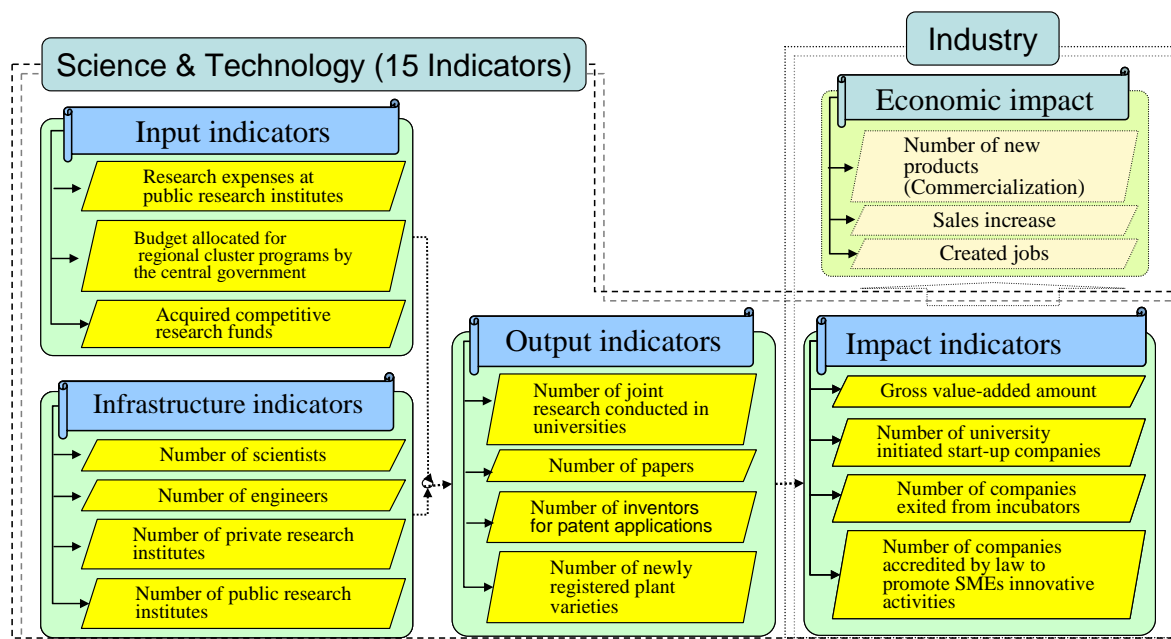 Science & Technology (15 Indicators)
Input indicators
Research expenses at
public research institutes
Budget allocated for
regional cluster programs by
the central government
Acquired competitive
research funds
Infrastructure indicators
Number of scientists
Number of engineers
Number of private research
institutes
Number of public research
institutes
Output indicators
Number of joint
research conducted in
universities
Number of papers
Number of inventors
for patent applications
Number of newly
registered plant
varieties
Industry
Economic impact
Number of new
products
(Commercialization)
Sales increase
Created jobs
Impact indicators
Gross value-added amount
Number of university
initiated start-up companies
Number of companies
exited from incubators
Number of companies
accredited by law to
promote SMEs innovative
activities